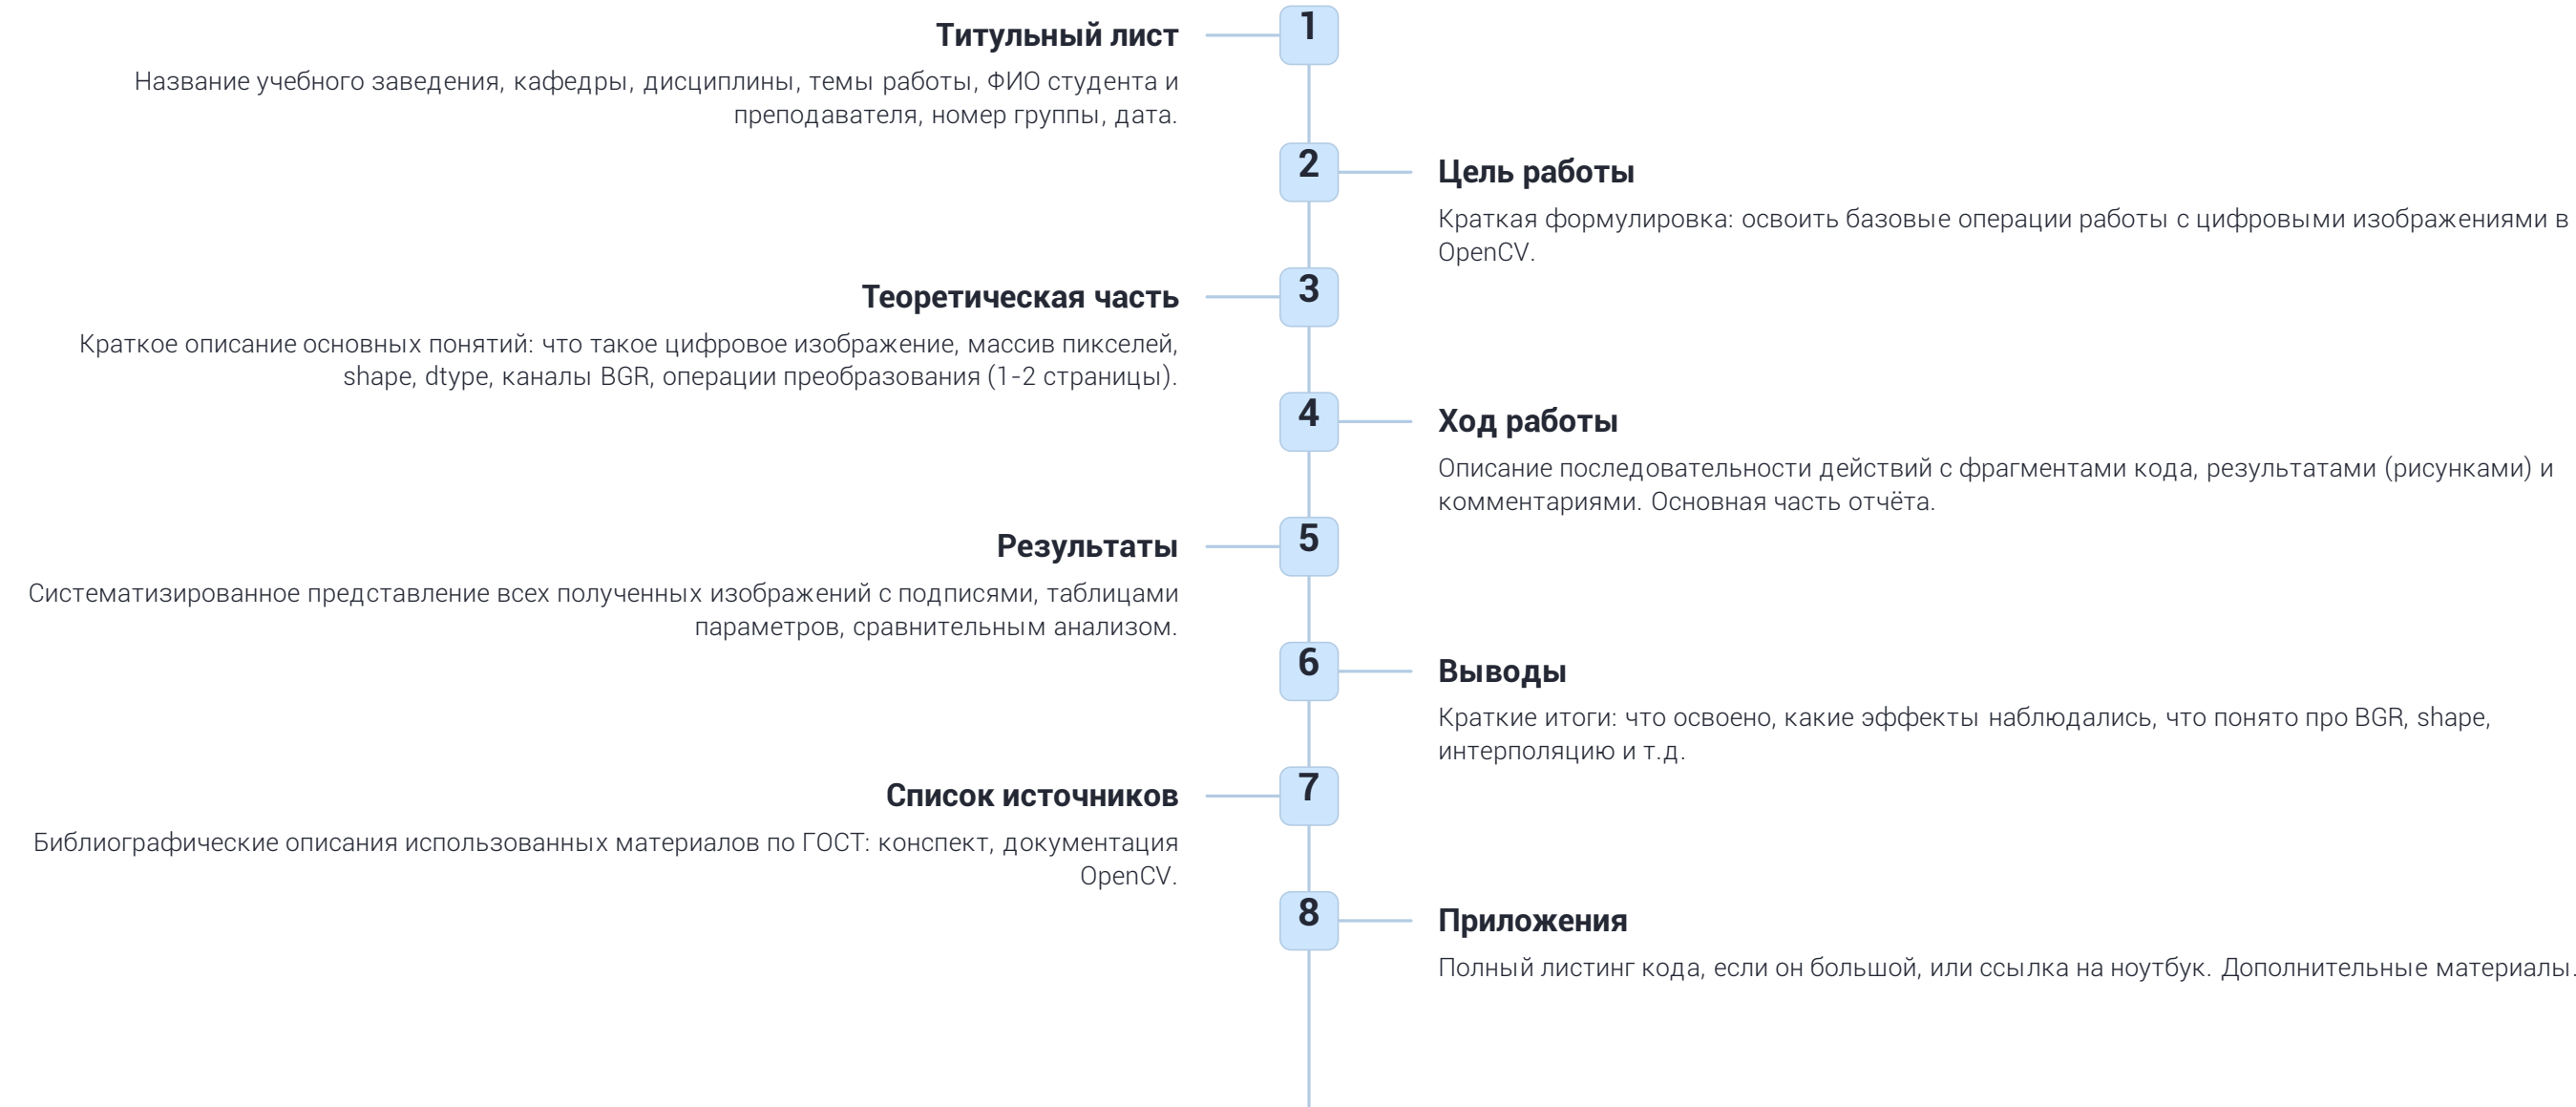 1
Титульный лист
Название учебного заведения, кафедры, дисциплины, темы работы, ФИО студента и
преподавателя, номер группы, дата.
2
Цель работы
Краткая формулировка: освоить базовые операции работы с цифровыми изображениями в
OpenCV.
3
Теоретическая часть
Краткое описание основных понятий: что такое цифровое изображение, массив пикселей,
shape, dtype, каналы BGR, операции преобразования (1-2 страницы).
4
Ход работы
Описание последовательности действий с фрагментами кода, результатами (рисунками) и
комментариями. Основная часть отчёта.
5
Результаты
Систематизированное представление всех полученных изображений с подписями, таблицами
параметров, сравнительным анализом.
6
Выводы
Краткие итоги: что освоено, какие эффекты наблюдались, что понято про BGR, shape,
интерполяцию и т.д.
7
Список источников
Библиографические описания использованных материалов по ГОСТ: конспект, документация
OpenCV.
8
Приложения
Полный листинг кода, если он большой, или ссылка на ноутбук. Дополнительные материалы.